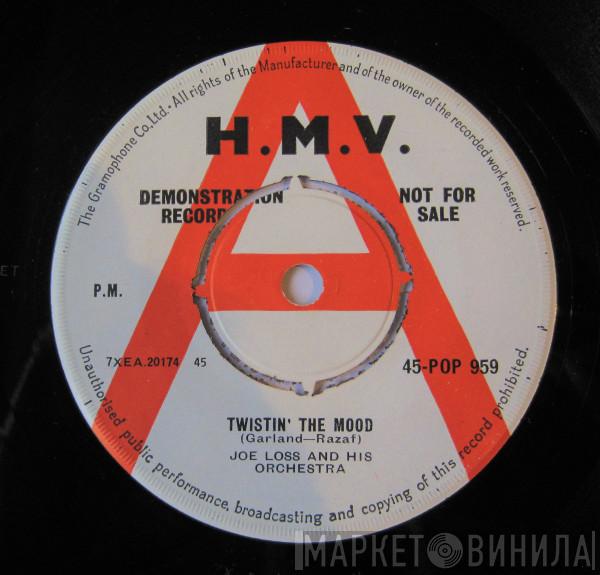 The Gramophone Co. Ltd. All rights of the Manufacturer and of the owner of the recorded work reserved.
H.M.V.
DEMONSTRATION RECORD
NOT FOR SALE
P.M.
7XEA.20174 45
45-POP 959
TWISTIN' THE MOOD
(Garland—Razaf)
JOE LOSS AND HIS
ORCHESTRA
Unauthorised public performance, broadcasting and copying of this record prohibited.
МАРКЕТ ВИНИЛА